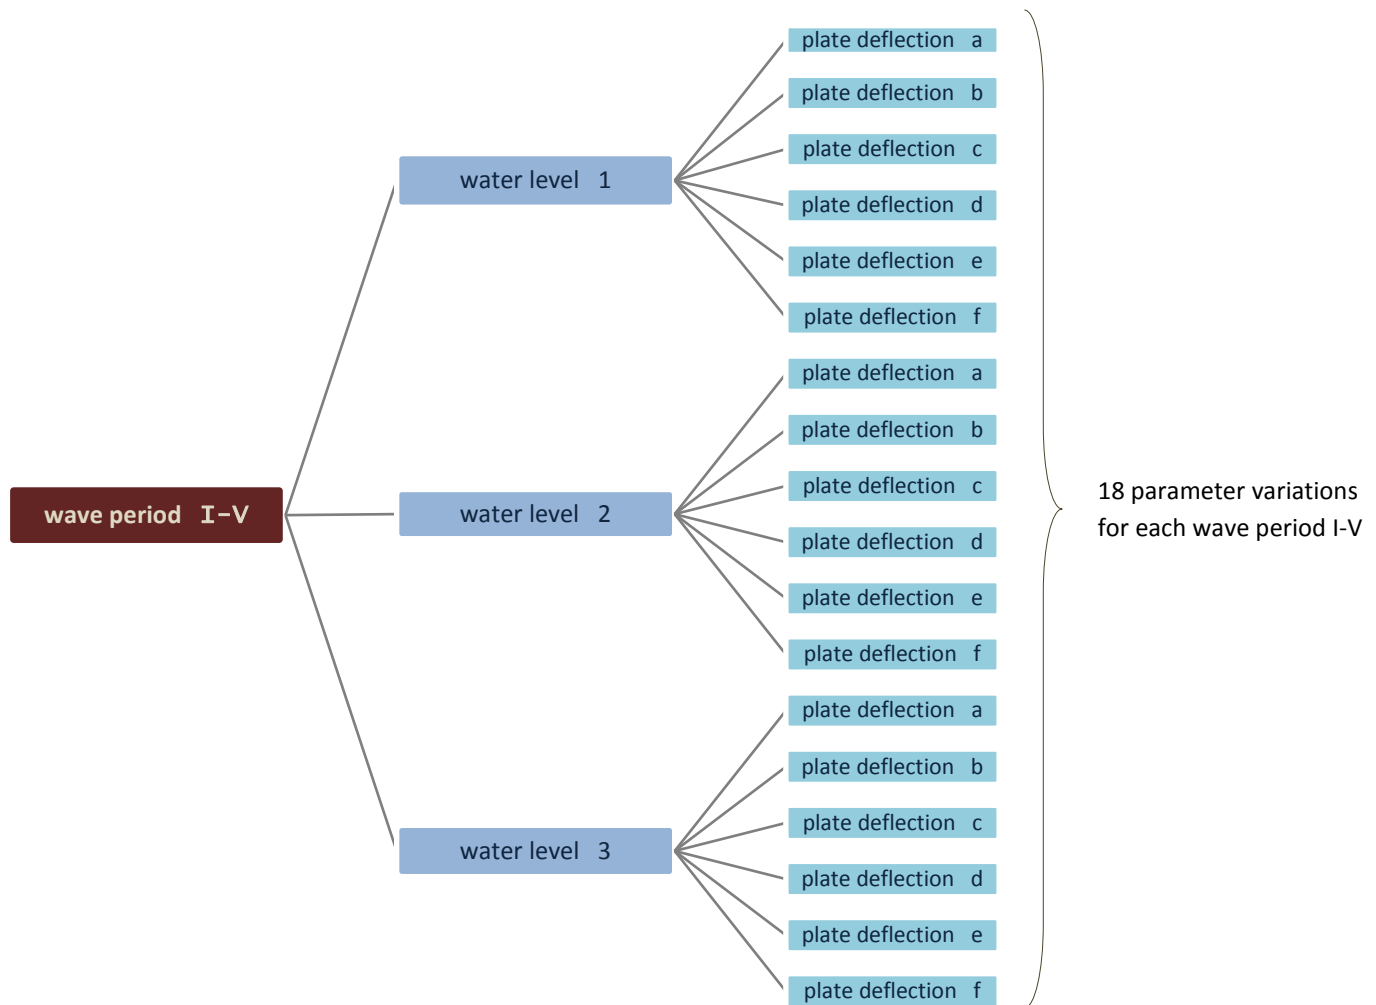 plate deflection a
plate deflection b
plate deflection c
water level 1
plate deflection d
plate deflection e
plate deflection f
plate deflection a
plate deflection b
plate deflection c
wave period I-V
water level 2
18 parameter variations
for each wave period I-V
plate deflection d
plate deflection e
plate deflection f
plate deflection a
plate deflection b
plate deflection c
water level 3
plate deflection d
plate deflection e
plate deflection f